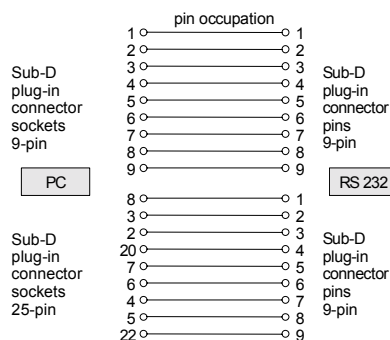 pin occupation
1 1
2 2
3 3
4 4
5 5
6 6
7 7
8 8
9 9
Sub-D
plug-in
connector
sockets
9-pin
Sub-D
plug-in
connector
pins
9-pin
PC
RS 232
8 1
3 2
2 3
20 4
7 5
6 6
4 7
5 8
22 9
Sub-D
plug-in
connector
sockets
25-pin
Sub-D
plug-in
connector
pins
9-pin